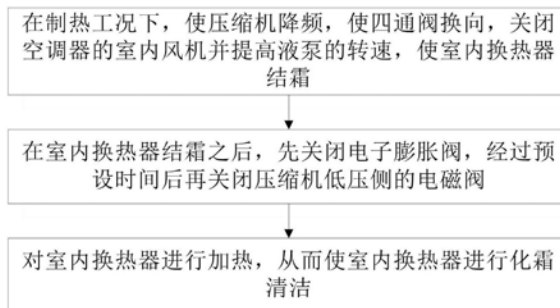 在制热工况下，使压缩机降频，使四通阀换向，关闭
空调器的室内风机并提高液泵的转速，使室内换热器
结霜
在室内换热器结霜之后，先关闭电子膨胀阀，经过预
设时间后再关闭压缩机低压侧的电磁阀
对室内换热器进行加热，从而使室内换热器进行化霜
清洁